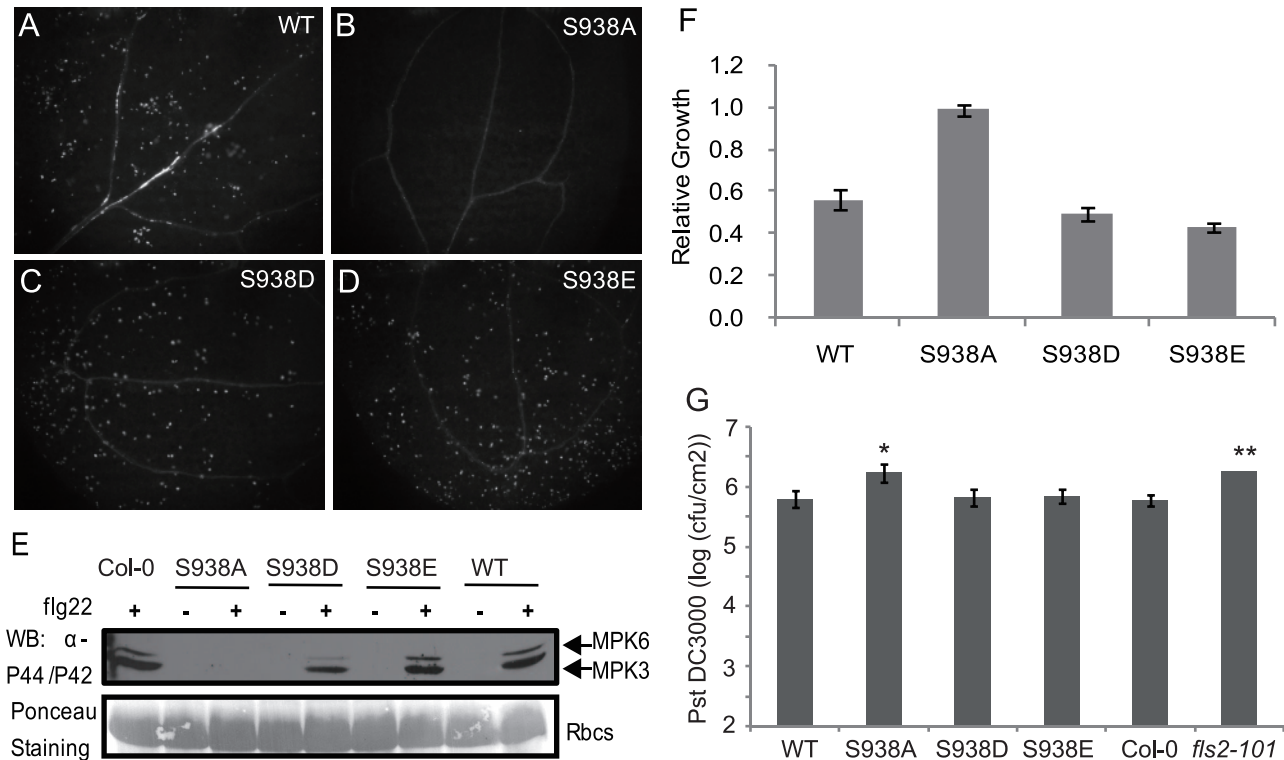 A WT
B S938A
C S938D
D S938E
E
Col-0 S938A S938D S938E WT
flg22 + - + - + - + - +
WB: α-
P44/P42
MPK6
MPK3
Ponceau
Staining
Rbcs
F
Relative Growth
1.2
1.0
0.8
0.6
0.4
0.2
0.0
WT S938A S938D S938E
G
Pst DC3000 (log (cfu/cm2))
7
6
5
4
3
2
* **
WT S938A S938D S938E Col-0 fls2-101